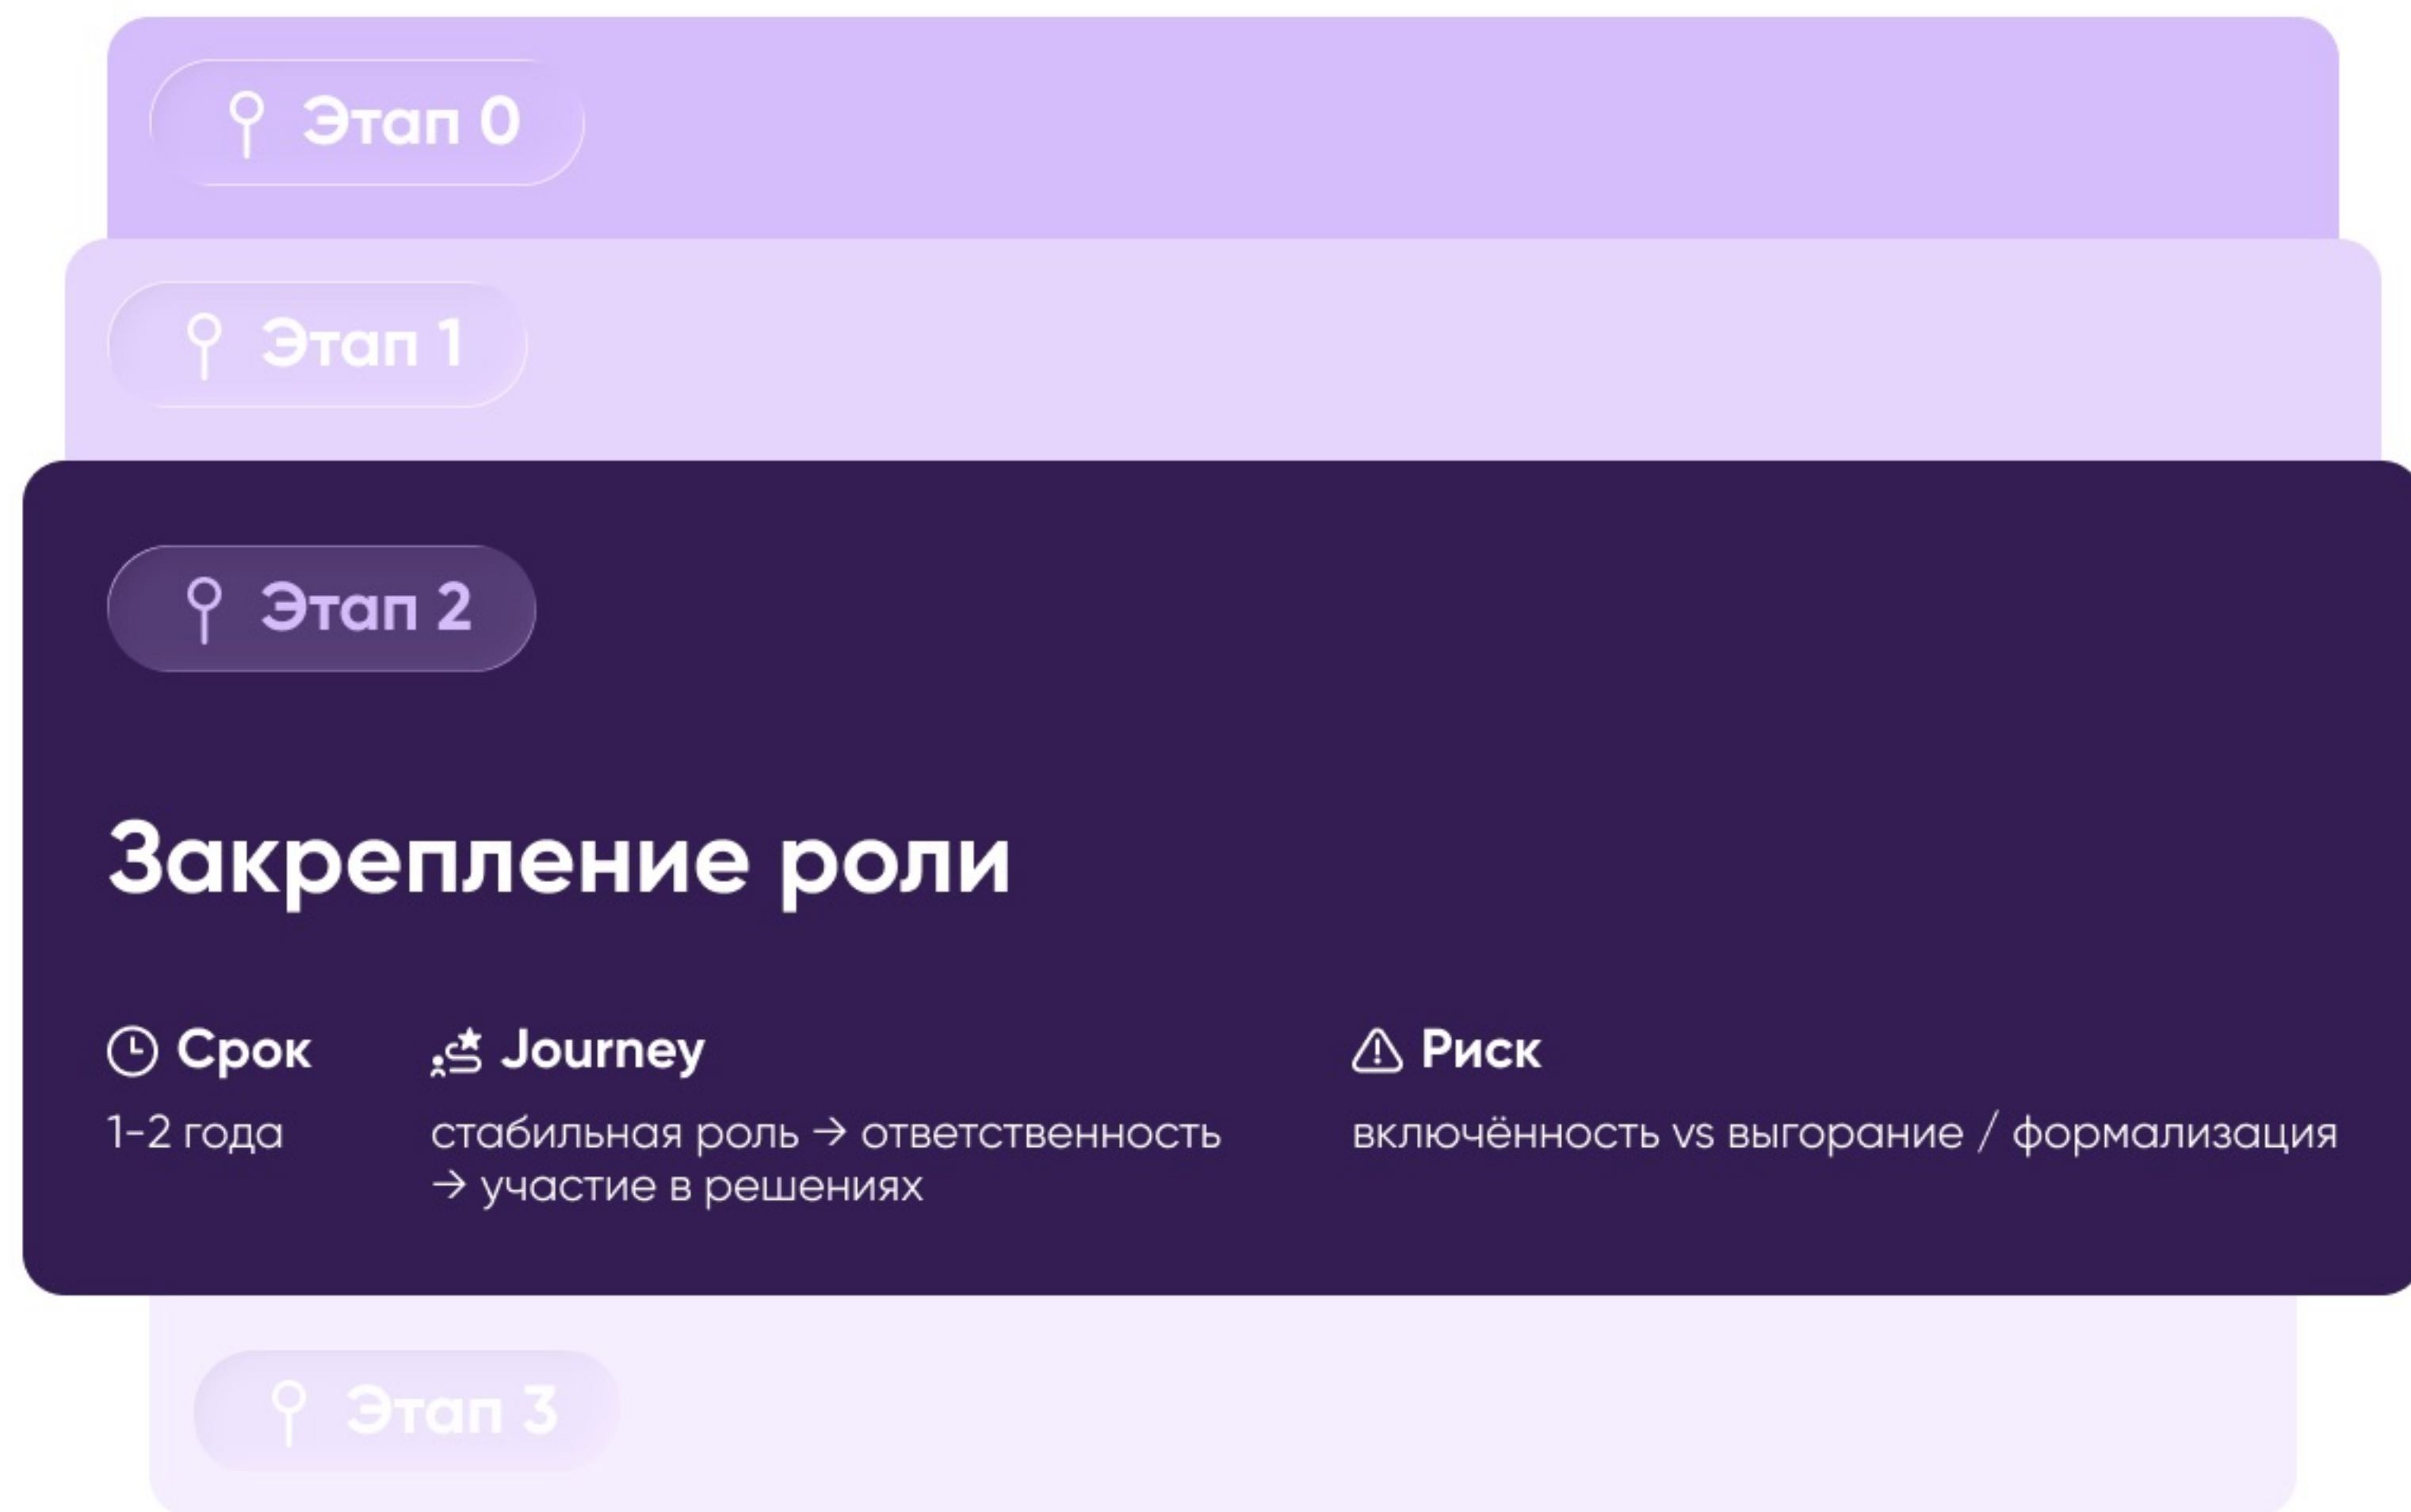 Этап 0
Этап 1
Этап 2
Закрепление роли
Срок
1-2 года
Journey
стабильная роль → ответственность
→ участие в решениях
Риск
включённость vs выгорание / формализация
Этап 3